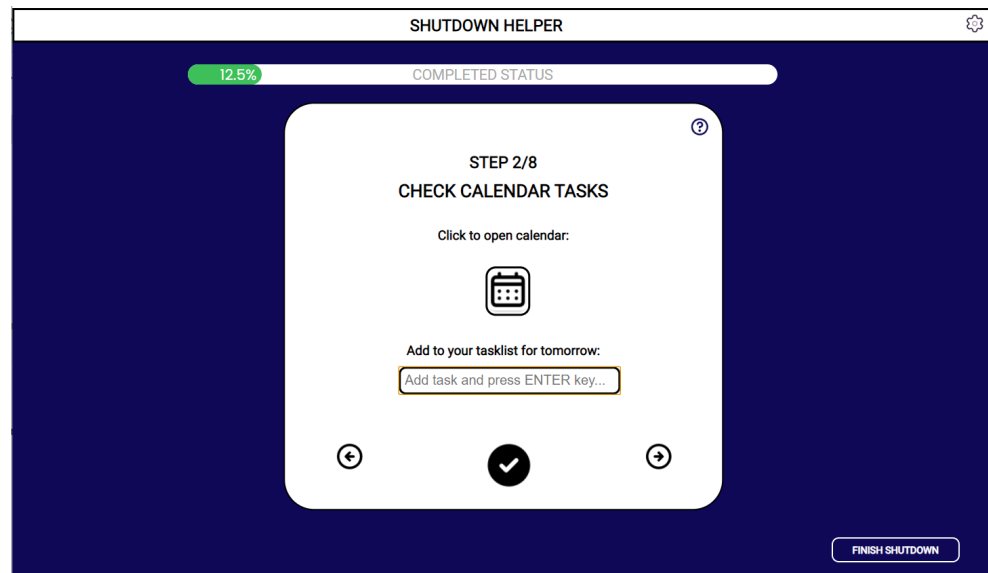 SHUTDOWN HELPER
12.5%
COMPLETED STATUS
STEP 2/8
CHECK CALENDAR TASKS
Click to open calendar:
Add to your tasklist for tomorrow:
Add task and press ENTER key...
FINISH SHUTDOWN